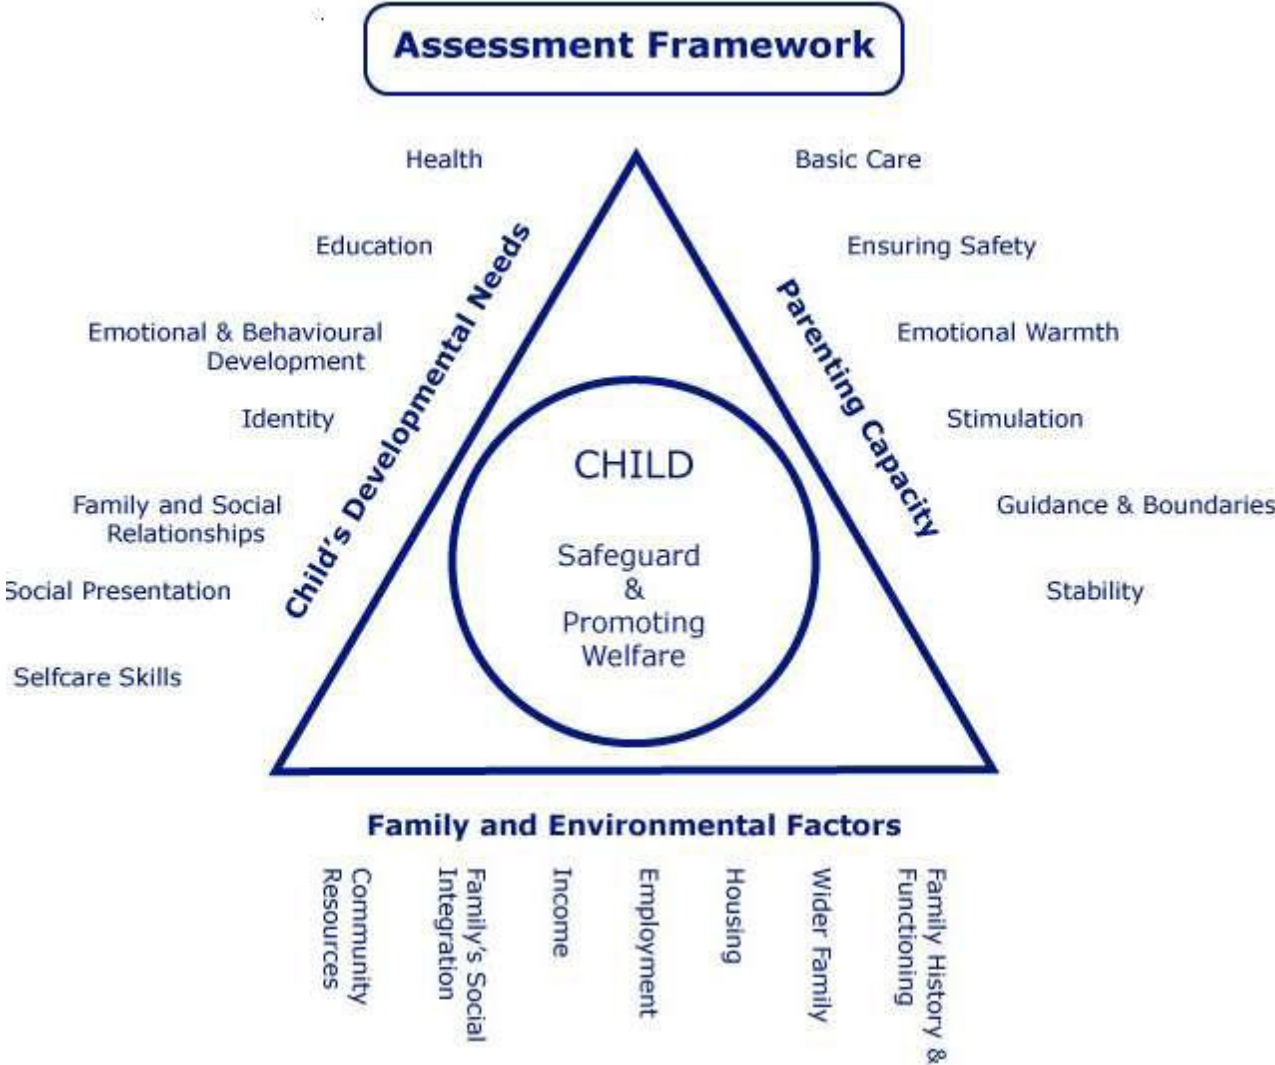 Assessment Framework
Health
Education
Emotional & Behavioural
Development
Identity
Family and Social
Relationships
Social Presentation
Selfcare Skills
Child's Developmental Needs
Basic Care
Ensuring Safety
Emotional Warmth
Stimulation
Guidance & Boundaries
Stability
Parenting Capacity
CHILD
Safeguard
&
Promoting
Welfare
Family and Environmental Factors
Community
Resources
Family's Social
Integration
Income
Employment
Housing
Wider Family
Family History &
Functioning